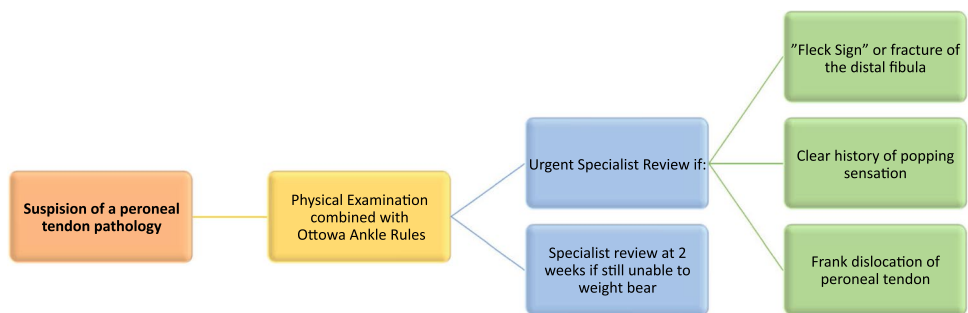 Suspision of a peroneal
tendon pathology
Physical Examination
combined with
Ottowa Ankle Rules
Urgent Specialist Review if:
Specialist review at 2
weeks if still unable to
weight bear
”Fleck Sign” or fracture of
the distal fibula
Clear history of popping
sensation
Frank dislocation of
peroneal tendon